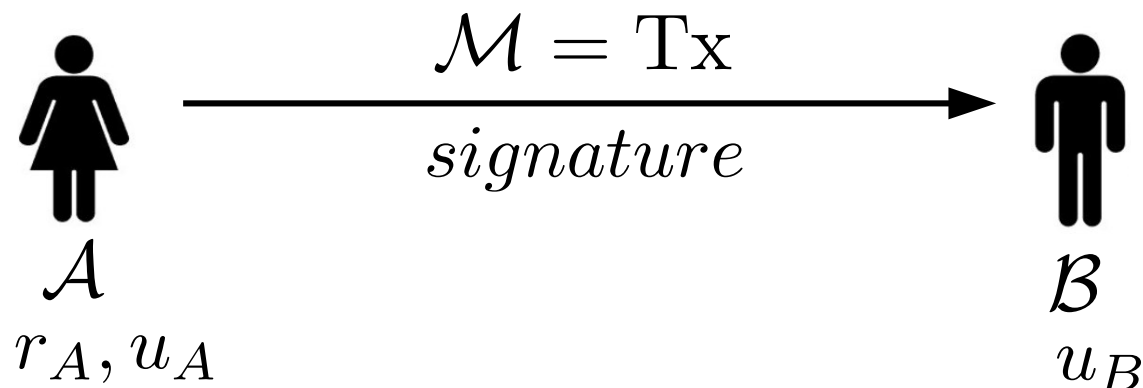 ℳ = Tx
signature
𝒜
ℬ
r_A, u_A
u_B